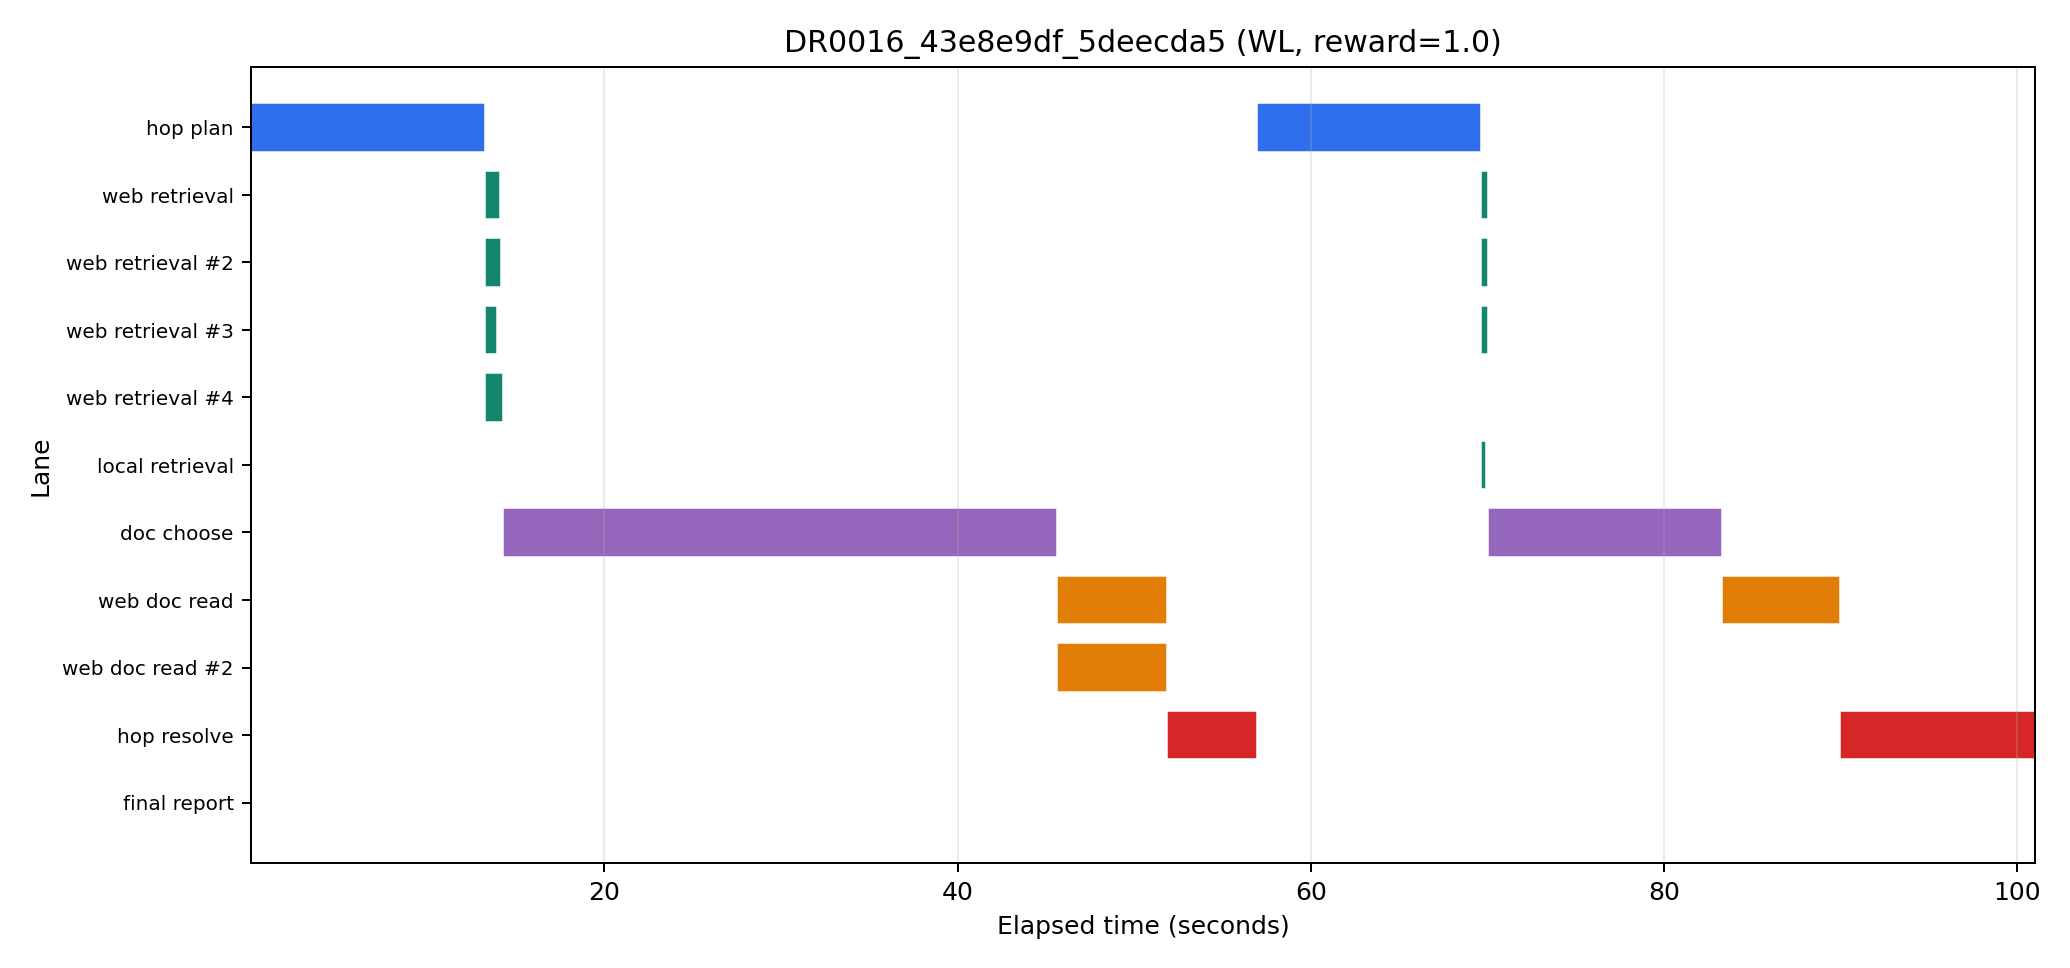 DR0016_43e8e9df_5deecda5 (WL, reward=1.0)
Lane
hop plan
web retrieval
web retrieval #2
web retrieval #3
web retrieval #4
local retrieval
doc choose
web doc read
web doc read #2
hop resolve
final report
20 40 60 80 100
Elapsed time (seconds)